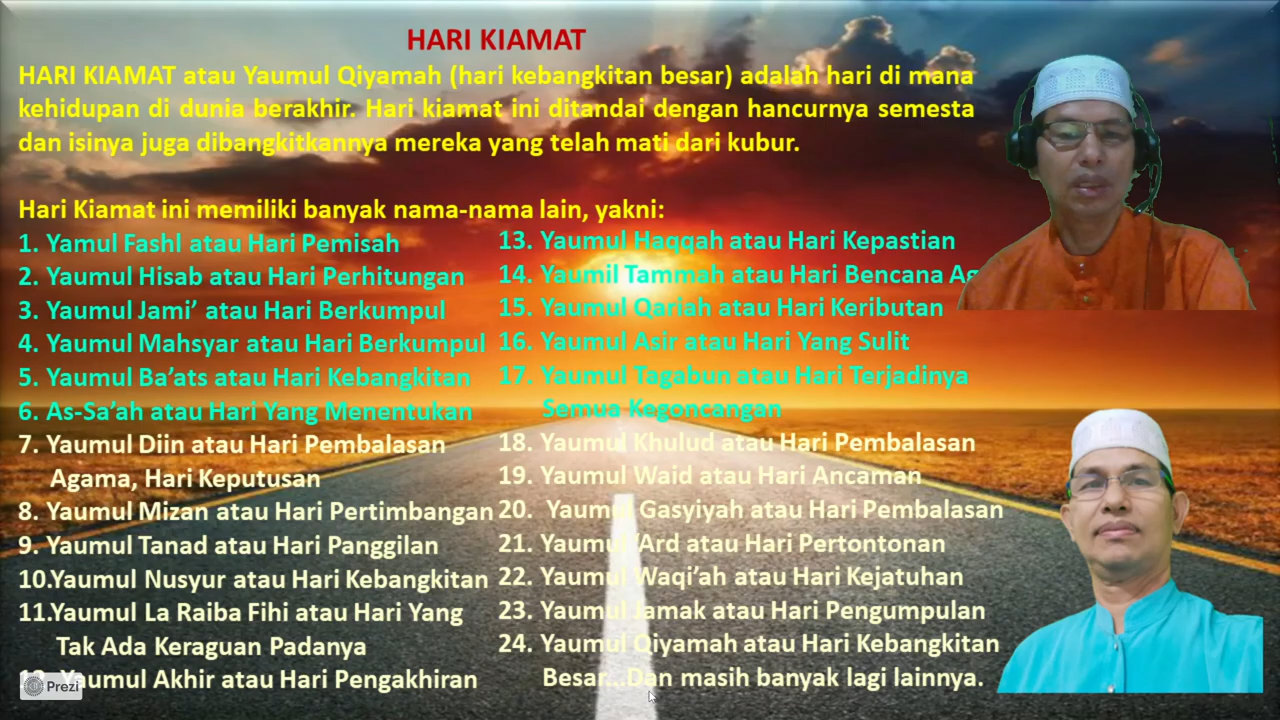 HARI KIAMAT
HARI KIAMAT atau Yaumul Qiyamah (hari kebangkitan besar) adalah hari di mana
kehidupan di dunia berakhir. Hari kiamat ini ditandai dengan hancurnya semesta
dan isinya juga dibangkitkannya mereka yang telah mati dari kubur.
Hari Kiamat ini memiliki banyak nama-nama lain, yakni:
1. Yamul Fashl atau Hari Pemisah
2. Yaumul Hisab atau Hari Perhitungan
3. Yaumul Jami’ atau Hari Berkumpul
4. Yaumul Mahsyar atau Hari Berkumpul
5. Yaumul Ba’ats atau Hari Kebangkitan
6. As-Sa’ah atau Hari Yang Menentukan
7. Yaumul Diin atau Hari Pembalasan
Agama, Hari Keputusan
8. Yaumul Mizan atau Hari Pertimbangan
9. Yaumul Tanad atau Hari Panggilan
10.Yaumul Nusyur atau Hari Kebangkitan
11.Yaumul La Raiba Fihi atau Hari Yang
Tak Ada Keraguan Padanya
Yaumul Akhir atau Hari Pengakhiran
13. Yaumul Haqqah atau Hari Kepastian
14. Yaumil Tammah atau Hari Bencana
15. Yaumul Qariah atau Hari Keributan
16. Yaumul Asir atau Hari Yang Sulit
17. Yaumul Tagabun atau Hari Terjadinya
Semua Kegoncangan
18. Yaumul Khulud atau Hari Pembalasan
19. Yaumul Waid atau Hari Ancaman
20. Yaumul Gasyiyah atau Hari Pembalasan
21. Yaumul ‘Ard atau Hari Pertontonan
22. Yaumul Waqi’ah atau Hari Kejatuhan
23. Yaumul Jamak atau Hari Pengumpulan
24. Yaumul Qiyamah atau Hari Kebangkitan
Besar...Dan masih banyak lagi lainnya.
Prezi